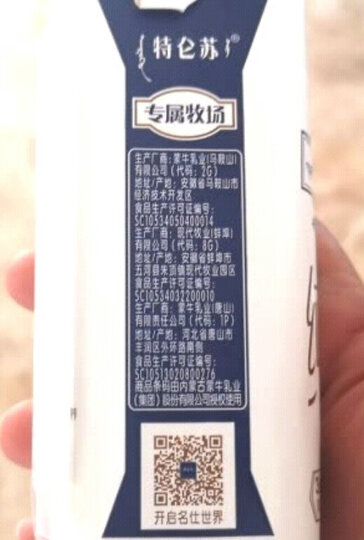 特仑苏®
专属牧场
生产厂商：蒙牛乳业(马鞍山)
有限公司（代码：2G）
地址/产地：安徽省马鞍山市
经济技术开发区
食品生产许可证编号：
SC10534050400014
生产厂商：现代牧业(蚌埠)
有限公司（代码：8G）
地址/产地：安徽省蚌埠市
五河县朱顶镇现代牧业四区
食品生产许可证编号：
SC10534032200010
生产厂商：蒙牛乳业(唐山)
有限责任公司（代码：1P）
地址/产地：河北省唐山市
丰润区外环路南侧
食品生产许可证编号：
SC10513020800276
商品条码由内蒙古蒙牛乳业
(集团）股份有限公司授权使用
开启名仕世界